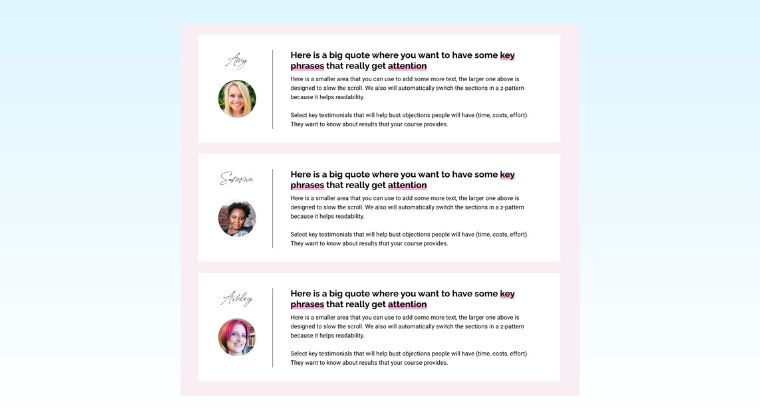 Amy
Here is a big quote where you want to have some key
phrases that really get attention
Here is a smaller area that you can use to add some more text, the larger one above is
designed to slow the scroll. We also will automatically switch the sections in a z-pattern
because it helps readability.
Select key testimonials that will help bust objections people will have (time, costs, effort).
They want to know about results that your course provides.
Here is a big quote where you want to have some key
phrases that really get attention
Here is a smaller area that you can use to add some more text, the larger one above is
designed to slow the scroll. We also will automatically switch the sections in a z-pattern
because it helps readability.
Select key testimonials that will help bust objections people will have (time, costs, effort).
They want to know about results that your course provides.
Ashley
Here is a big quote where you want to have some key
phrases that really get attention
Here is a smaller area that you can use to add some more text, the larger one above is
designed to slow the scroll. We also will automatically switch the sections in a z-pattern
because it helps readability.
Select key testimonials that will help bust objections people will have (time, costs, effort).
They want to know about results that your course provides.